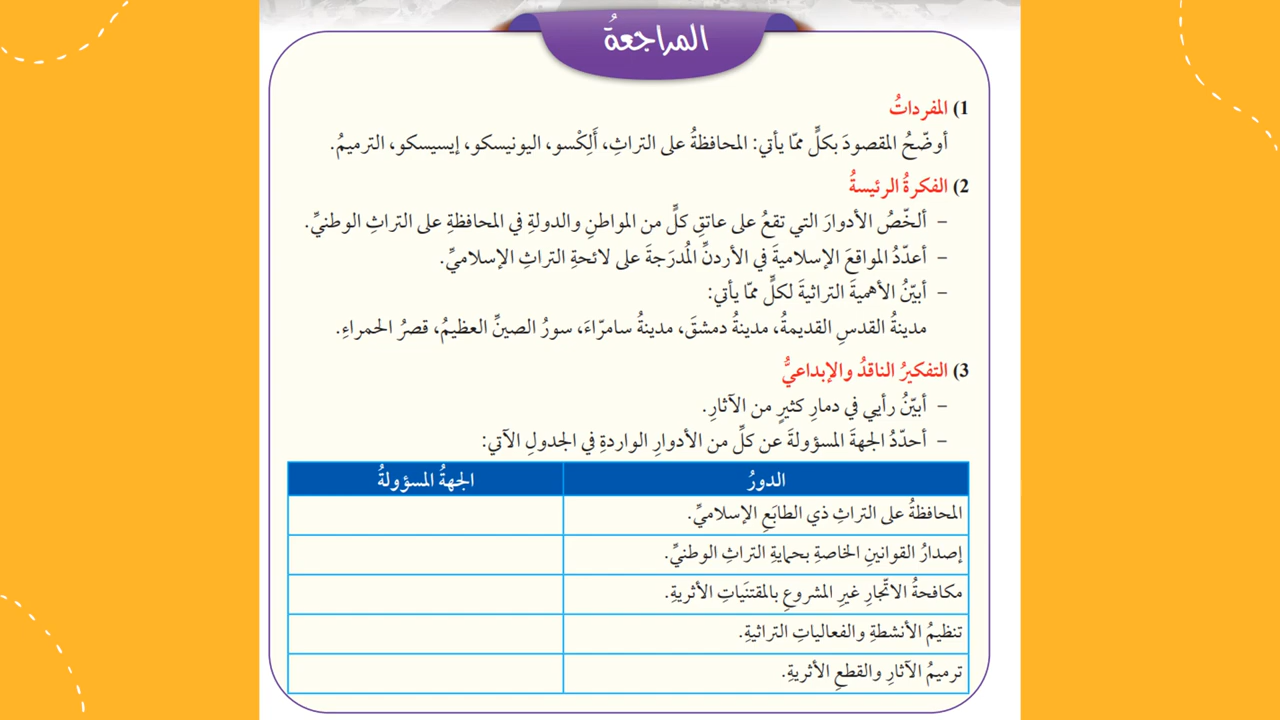 المراجعةُ
1) المفرداتُ
أوضّحُ المقصودَ بكلٍّ ممّا يأتي: المحافظةُ على التراثِ، أَلِكْسو، اليونيسكو، إيسيسكو، الترميمُ.
2) الفكرةُ الرئيسةُ
– ألخّصُ الأدوارَ التي تقعُ على عاتقِ كلٍّ من المواطنِ والدولةِ في المحافظةِ على التراثِ الوطنيِّ.
– أعدّدُ المواقعَ الإسلاميةَ في الأردنِّ المُدرَجةَ على لائحةِ التراثِ الإسلاميِّ.
– أبيّنُ الأهميةَ التراثيةَ لكلٍّ ممّا يأتي:
مدينةُ القدسِ القديمةُ، مدينةُ دمشقَ، مدينةُ سامرّاءَ، سورُ الصينِّ العظيمُ، قصرُ الحمراءِ.
3) التفكيرُ الناقدُ والإبداعيُّ
– أبيّنُ رأيي في دمارِ كثيرٍ من الآثارِ.
– أحدّدُ الجهةَ المسؤولةَ عن كلِّ من الأدوارِ الواردةِ في الجدولِ الآتي:
الدورُ الجهةُ المسؤولةُ
المحافظةُ على التراثِ ذي الطابَعِ الإسلاميِّ.
إصدارُ القوانينِ الخاصةِ بحمايةِ التراثِ الوطنيِّ.
مكافحةُ الاتّجارِ غيرِ المشروعِ بالمقتنَياتِ الأثريةِ.
تنظيمُ الأنشطةِ والفعالياتِ التراثيةِ.
ترميمُ الآثارِ والقطعِ الأثريةِ.